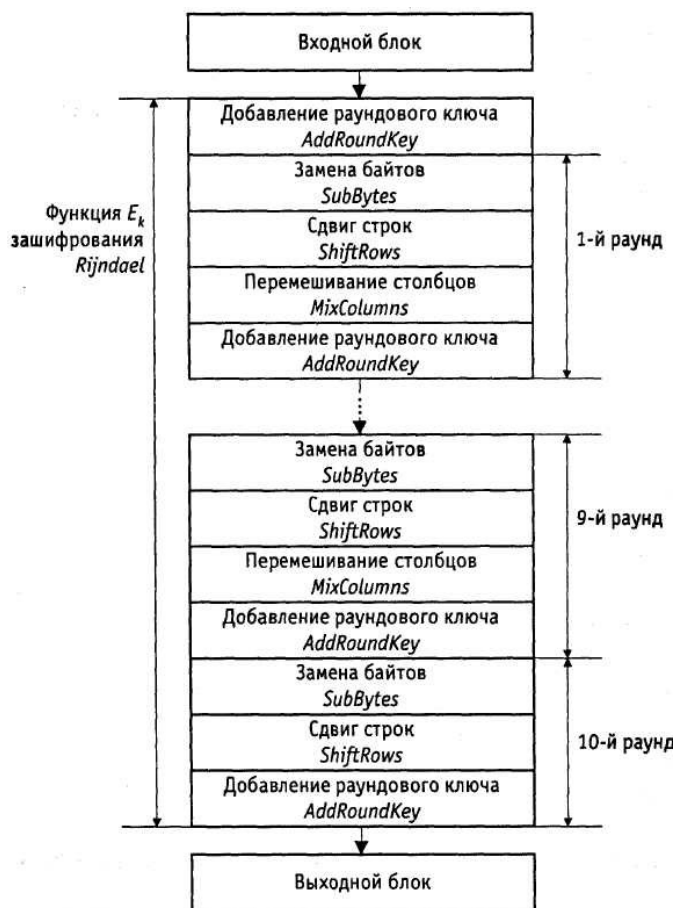 Входной блок
Добавление раундового ключа
AddRoundKey
Замена байтов
SubBytes
Сдвиг строк
ShiftRows
Перемешивание столбцов
MixColumns
Добавление раундового ключа
AddRoundKey
Функция E_k
зашифрования
Rijndael
1-й раунд
Замена байтов
SubBytes
Сдвиг строк
ShiftRows
Перемешивание столбцов
MixColumns
Добавление раундового ключа
AddRoundKey
9-й раунд
Замена байтов
SubBytes
Сдвиг строк
ShiftRows
Добавление раундового ключа
AddRoundKey
10-й раунд
Выходной блок